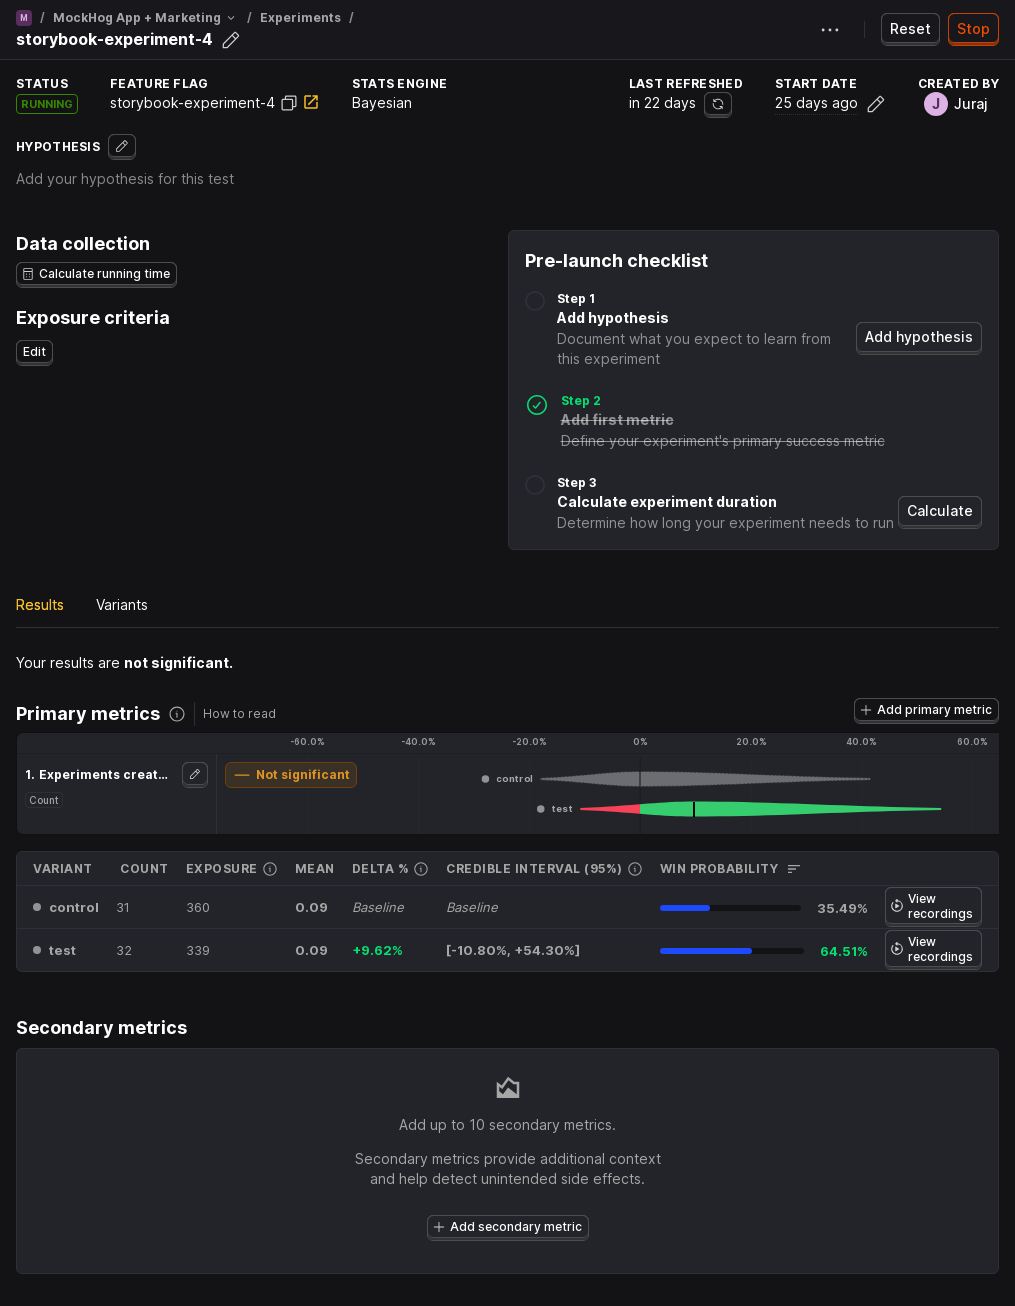 M / MockHog App + Marketing / Experiments /
storybook-experiment-4
Reset
Stop
STATUS
RUNNING
FEATURE FLAG
storybook-experiment-4
STATS ENGINE
Bayesian
LAST REFRESHED
in 22 days
START DATE
25 days ago
CREATED BY
J Juraj
HYPOTHESIS
Add your hypothesis for this test
Data collection
Calculate running time
Exposure criteria
Edit
Pre-launch checklist
Step 1
Add hypothesis
Document what you expect to learn from
this experiment
Add hypothesis
Step 2
Add first metric
Define your experiment's primary success metric
Step 3
Calculate experiment duration
Determine how long your experiment needs to run
Calculate
Results Variants
Your results are not significant.
Primary metrics How to read
Add primary metric
-60.0% -40.0% -20.0% 0% 20.0% 40.0% 60.0%
1. Experiments creat...
Count
Not significant
control
test
VARIANT COUNT EXPOSURE MEAN DELTA % CREDIBLE INTERVAL (95%) WIN PROBABILITY
control 31 360 0.09 Baseline Baseline 35.49% View
recordings
test 32 339 0.09 +9.62% [-10.80%, +54.30%] 64.51% View
recordings
Secondary metrics
Add up to 10 secondary metrics.
Secondary metrics provide additional context
and help detect unintended side effects.
Add secondary metric